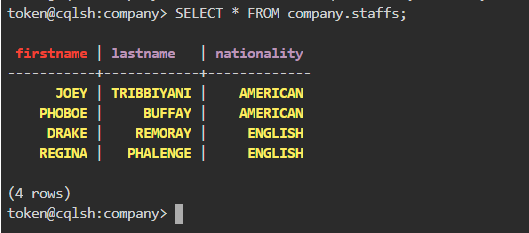 token@cqlsh:company> SELECT * FROM company.staffs;
firstname | lastname | nationality
-----------+------------+-------------
JOEY | TRIBBIYANI | AMERICAN
PHOBOE | BUFFAY | AMERICAN
DRAKE | REMORAY | ENGLISH
REGINA | PHALENGE | ENGLISH
(4 rows)
token@cqlsh:company>